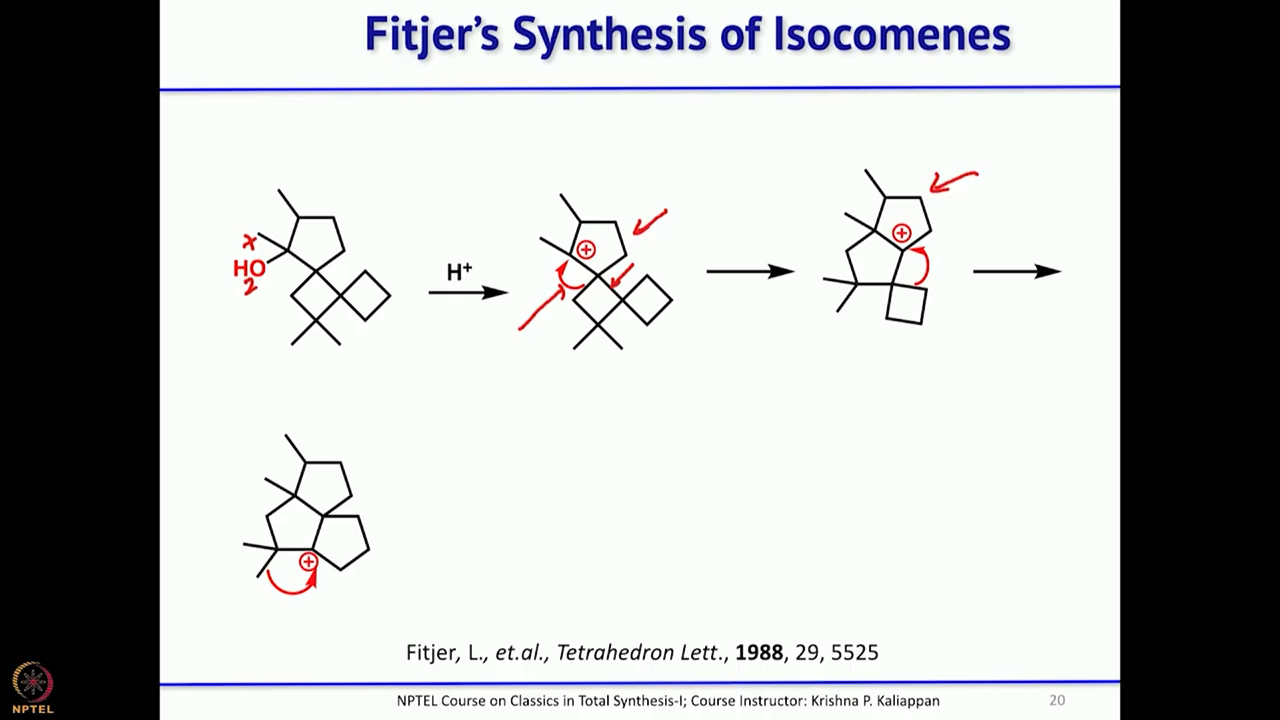 Fitjer's Synthesis of Isocomenes
HO
2
H⁺
+
+
+
Fitjer, L., et.al., Tetrahedron Lett., 1988, 29, 5525
NPTEL
NPTEL Course on Classics in Total Synthesis-I; Course Instructor: Krishna P. Kaliappan
20